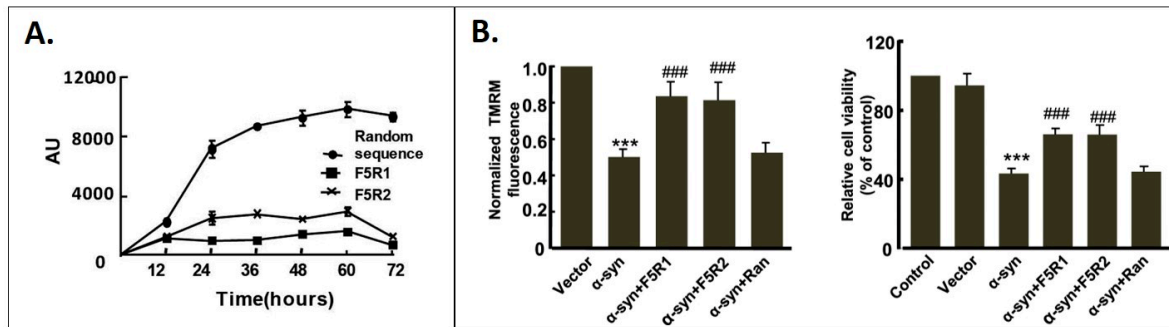 A.
12000
AU
9000
4000
0
12 24 36 48 60 72
Time(hours)
Random
sequence
F5R1
F5R2
B.
Normalized TMRM
fluorescence
1.0
0.8
0.6
0.4
0.2
0
***
###
###
Vector
α-syn
α-syn+F5R1
α-syn+F5R2
α-syn+Ran
Relative cell viability
(% of control)
120
80
40
0
***
###
###
Control
Vector
α-syn
α-syn+F5R1
α-syn+F5R2
α-syn+Ran